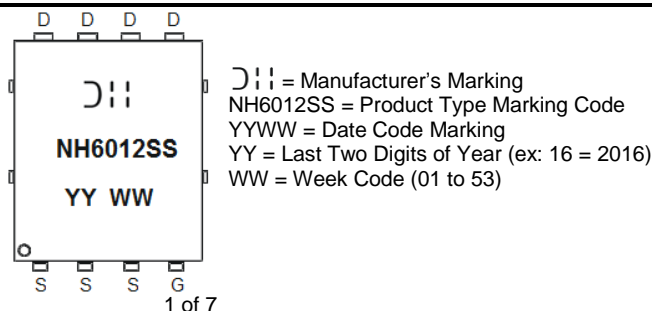 D D D D
NH6012SS
YY WW
S S S G
= Manufacturer's Marking
NH6012SS = Product Type Marking Code
YYWW = Date Code Marking
YY = Last Two Digits of Year (ex: 16 = 2016)
WW = Week Code (01 to 53)
1 of 7